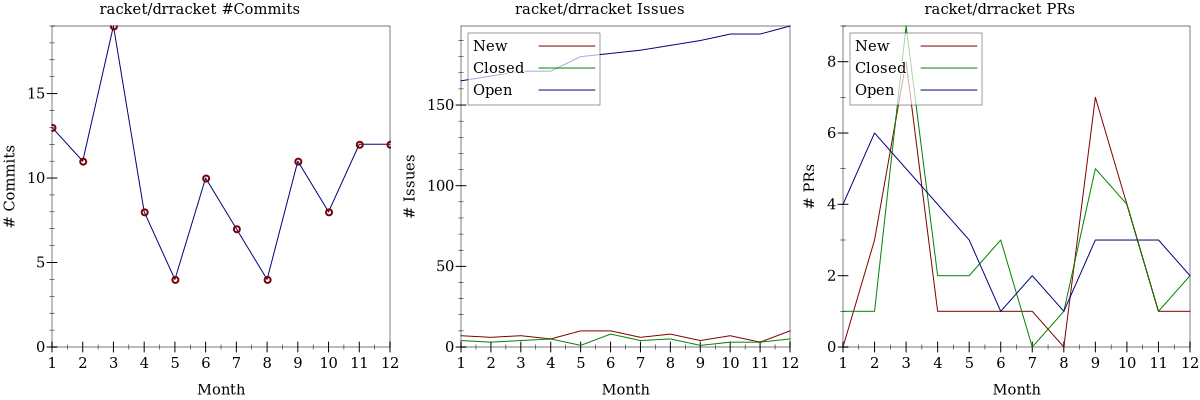 racket/drracket #Commits
# Commits
15
10
5
0
1 2 3 4 5 6 7 8 9 10 11 12
Month
racket/drracket Issues
# Issues
New
Closed
Open
150
100
50
0
1 2 3 4 5 6 7 8 9 10 11 12
Month
racket/drracket PRs
# PRs
New
Closed
Open
8
6
4
2
0
1 2 3 4 5 6 7 8 9 10 11 12
Month